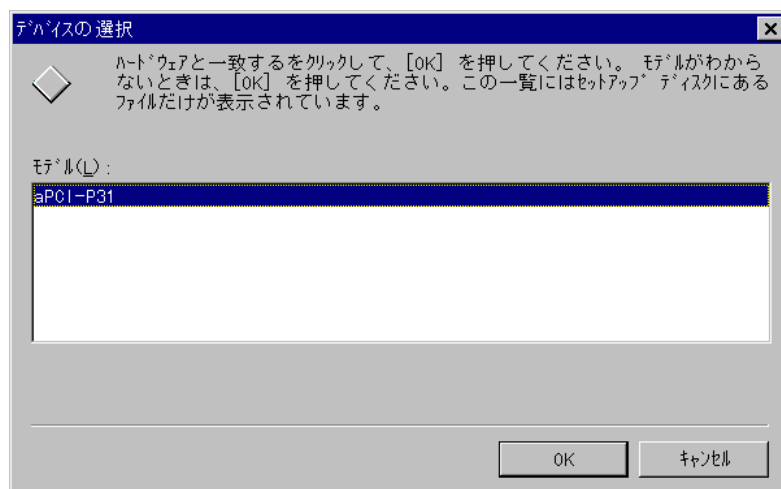 ﾃﾞﾊﾞｲｽの選択
ﾊｰﾄﾞｳｪｱと一致するをｸﾘｯｸして、[OK] を押してください。 ﾓﾃﾞﾙがわから
ないときは、[OK] を押してください。この一覧にはｾｯﾄｱｯﾌﾟ ﾃﾞｨｽｸにある
ﾌｧｲﾙだけが表示されています。
ﾓﾃﾞﾙ(L):
aPCI-P31
OK
ｷｬﾝｾﾙ